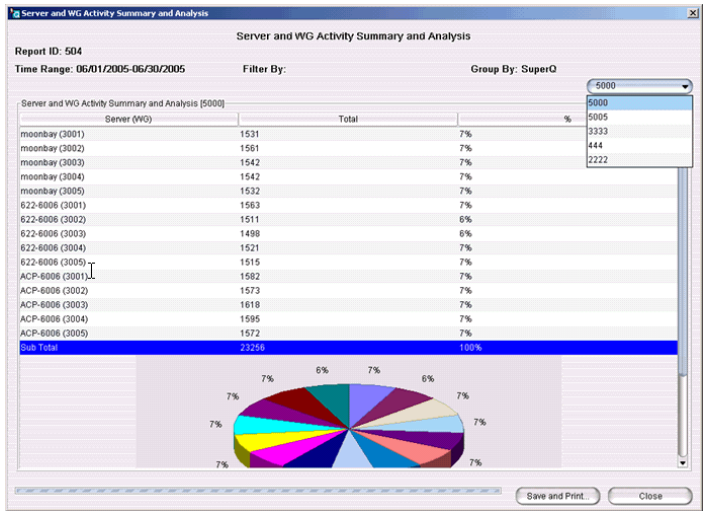 Server and WG Activity Summary and Analysis
Server and WG Activity Summary and Analysis
Report ID: 504
Time Range: 06/01/2005-06/30/2005 Filter By: Group By: SuperQ
5000
5000
5005
3333
444
2222
Server and WG Activity Summary and Analysis [5000]
Server (WG) Total %
moonbay (3001) 1531 7%
moonbay (3002) 1561 7%
moonbay (3003) 1542 7%
moonbay (3004) 1542 7%
moonbay (3005) 1532 7%
622-6006 (3001) 1563 7%
622-6006 (3002) 1511 6%
622-6006 (3003) 1498 6%
622-6006 (3004) 1521 7%
622-6006 (3005) 1515 7%
ACP-6006 (3001) 1582 7%
ACP-6006 (3002) 1573 7%
ACP-6006 (3003) 1618 7%
ACP-6006 (3004) 1595 7%
ACP-6006 (3005) 1572 7%
Sub Total 23256 100%
6% 7%
7% 6%
7% 7%
7% 7%
7% 7%
Save and Print... Close